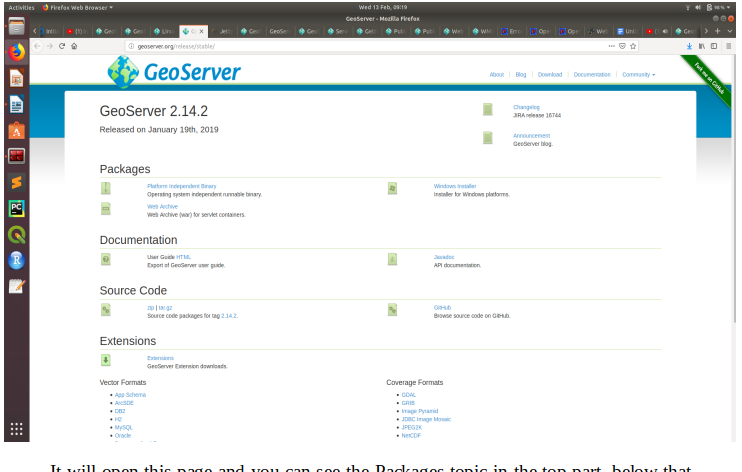 Activities Firefox Web Browser ▾ Wed 13 Feb, 09:19
GeoServer - Mozilla Firefox
geoserver.org/release/stable/
GeoServer
About | Blog | Download | Documentation | Community
Fork me on GitHub
GeoServer 2.14.2
Released on January 19th, 2019
Changelog
JIRA release 16744
Announcement
GeoServer blog.
Packages
Platform Independent Binary
Operating system independent runnable binary.
Windows Installer
Installer for Windows platforms.
Web Archive
Web Archive (war) for servlet containers.
Documentation
User Guide HTML
Export of GeoServer user guide.
Javadoc
API documentation.
Source Code
zip | tar.gz
Source code packages for tag 2.14.2.
GitHub
Browse source code on GitHub.
Extensions
Extensions
GeoServer Extension downloads.
Vector Formats
• App Schema
• ArcSDE
• DB2
• H2
• MySQL
• Oracle
Coverage Formats
• GDAL
• GRIB
• Image Pyramid
• JDBC Image Mosaic
• JPEG2K
• NetCDF
It will open this page and you can see the Packages topic in the top part, below that